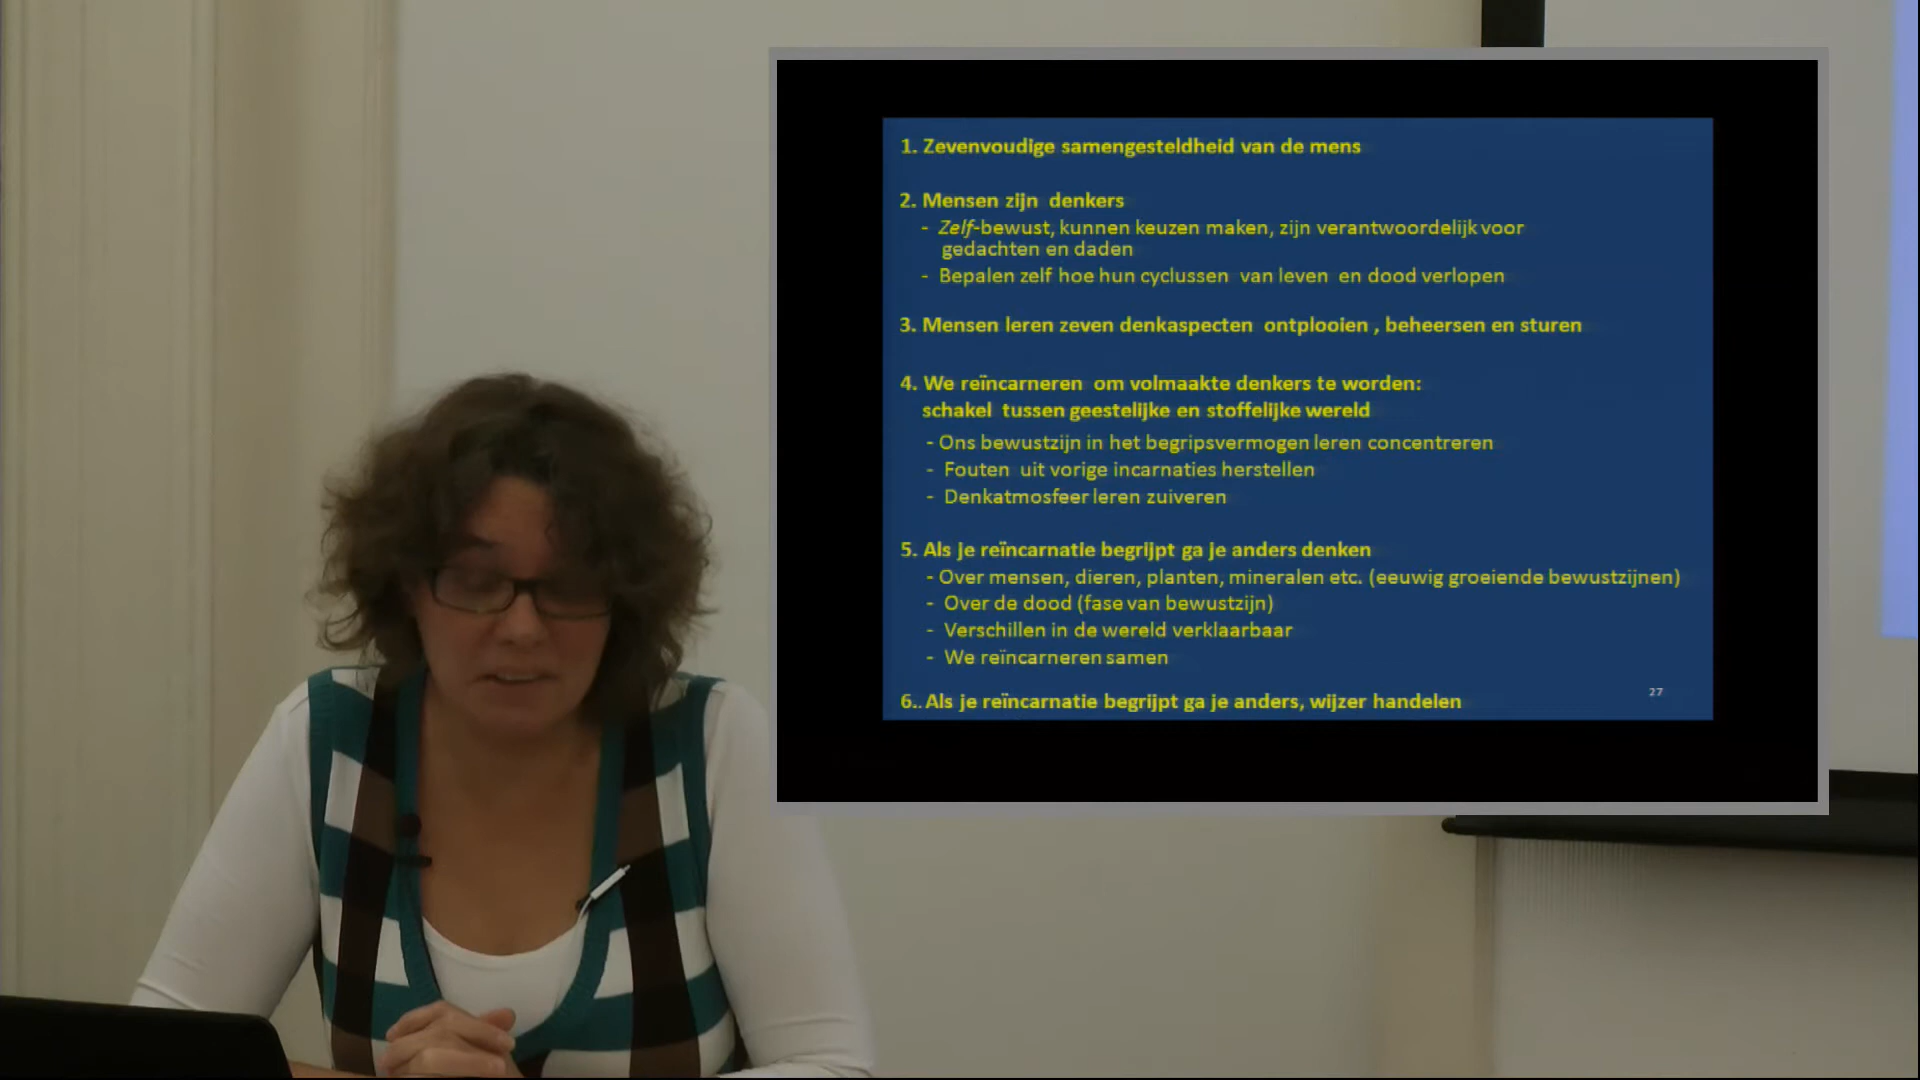 1. Zevenvoudige samengesteldheid van de mens
2. Mensen zijn denkers
- Zelf-bewust, kunnen keuzen maken, zijn verantwoordelijk voor
gedachten en daden
- Bepalen zelf hoe hun cyclussen van leven en dood verlopen
3. Mensen leren zeven denkaspecten ontplooien , beheersen en sturen
4. We reïncarneren om volmaakte denkers te worden:
schakel tussen geestelijke en stoffelijke wereld
- Ons bewustzijn in het begripsvermogen leren concentreren
- Fouten uit vorige incarnaties herstellen
- Denkatmosfeer leren zuiveren
5. Als je reïncarnatie begrijpt ga je anders denken
- Over mensen, dieren, planten, mineralen etc. (eeuwig groeiende bewustzijnen)
- Over de dood (fase van bewustzijn)
- Verschillen in de wereld verklaarbaar
- We reïncarneren samen
6.. Als je reïncarnatie begrijpt ga je anders, wijzer handelen
27